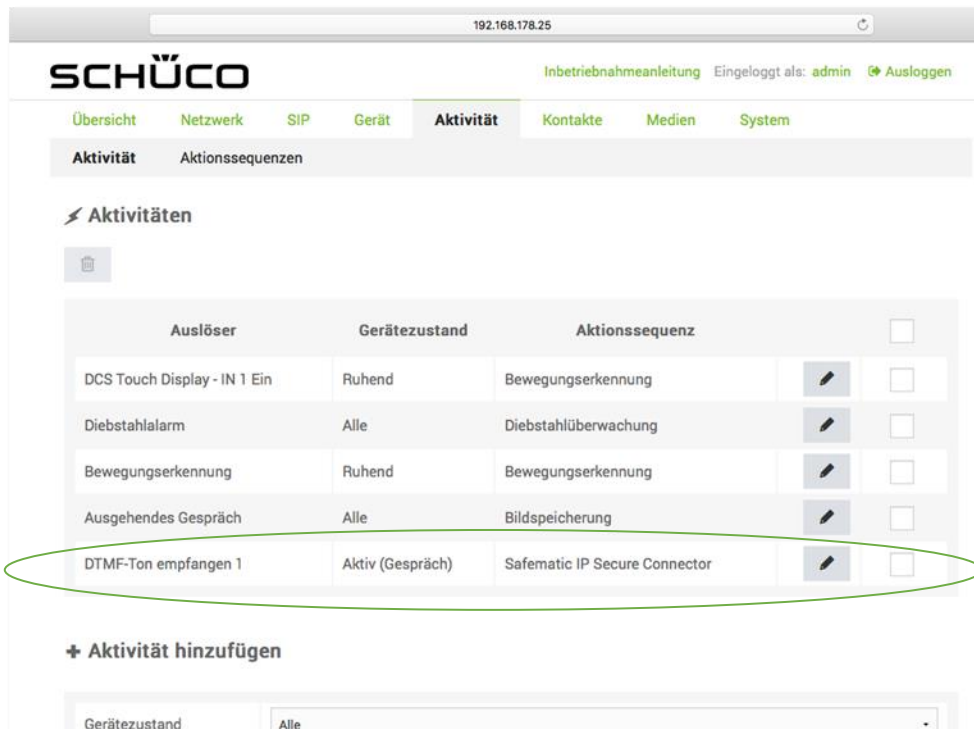 192.168.178.25
SCHÜCO
Inbetriebnahmeanleitung Eingeloggt als: admin Ausloggen
Übersicht Netzwerk SIP Gerät Aktivität Kontakte Medien System
Aktivität Aktionssequenzen
Aktivitäten
Auslöser Gerätezustand Aktionssequenz
DCS Touch Display - IN 1 Ein Ruhend Bewegungserkennung
Diebstahlalarm Alle Diebstahlüberwachung
Bewegungserkennung Ruhend Bewegungserkennung
Ausgehendes Gespräch Alle Bildspeicherung
DTMF-Ton empfangen 1 Aktiv (Gespräch) Safematic IP Secure Connector
Aktivität hinzufügen
Gerätezustand Alle